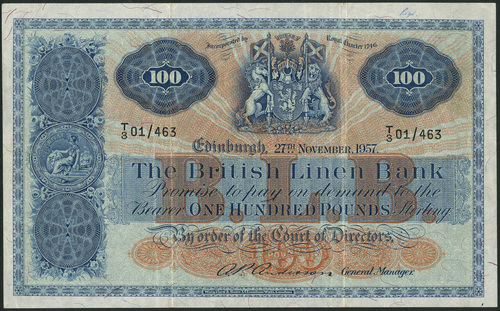 Incorporated by Royal Charter 1746
100 100
T/3 01/463 T/3 01/463
Edinburgh, 27TH NOVEMBER, 1957.
The British Linen Bank
Promise to pay on demand to the
Bearer ONE HUNDRED POUNDS Sterling
By order of the Court of Directors,
General Manager.